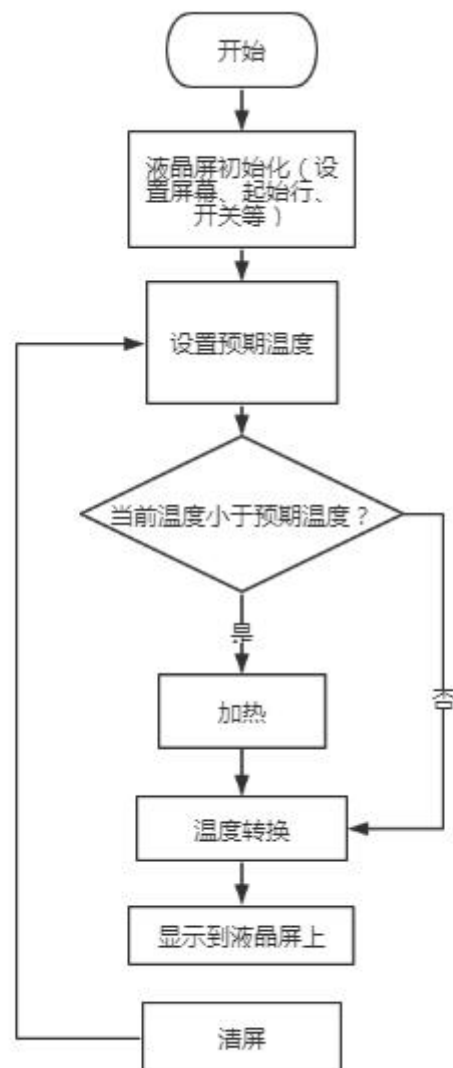 开始
液晶屏初始化（设
置屏幕、起始行、
开关等）
设置预期温度
当前温度小于预期温度？
是
否
加热
温度转换
显示到液晶屏上
清屏